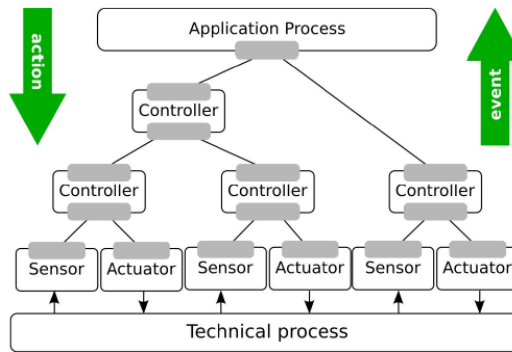 action
Application Process
event
Controller
Controller
Controller
Controller
Sensor
Actuator
Sensor
Actuator
Sensor
Actuator
Technical process